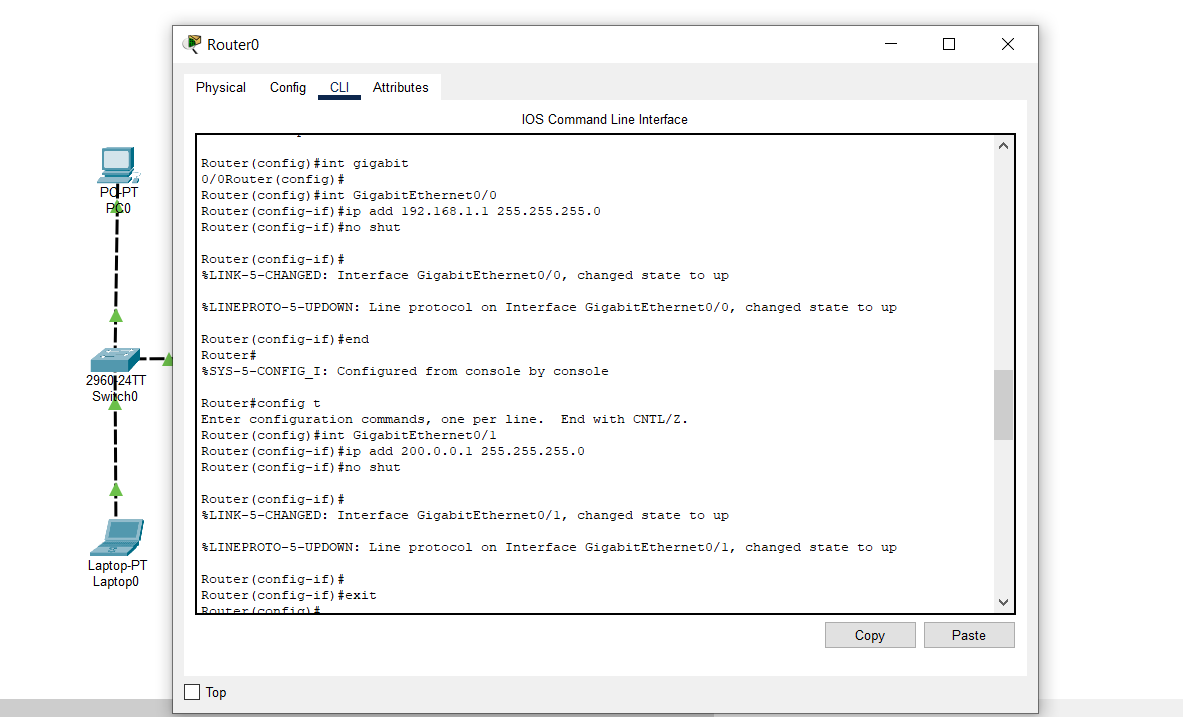 Router0
Physical Config CLI Attributes
IOS Command Line Interface
Router(config)#int gigabit
0/0Router(config)#
Router(config)#int GigabitEthernet0/0
Router(config-if)#ip add 192.168.1.1 255.255.255.0
Router(config-if)#no shut
Router(config-if)#
%LINK-5-CHANGED: Interface GigabitEthernet0/0, changed state to up
%LINEPROTO-5-UPDOWN: Line protocol on Interface GigabitEthernet0/0, changed state to up
Router(config-if)#end
Router#
%SYS-5-CONFIG_I: Configured from console by console
Router#config t
Enter configuration commands, one per line.  End with CNTL/Z.
Router(config)#int GigabitEthernet0/1
Router(config-if)#ip add 200.0.0.1 255.255.255.0
Router(config-if)#no shut
Router(config-if)#
%LINK-5-CHANGED: Interface GigabitEthernet0/1, changed state to up
%LINEPROTO-5-UPDOWN: Line protocol on Interface GigabitEthernet0/1, changed state to up
Router(config-if)#
Router(config-if)#exit
Router(config)#
Copy Paste
Top
PC-PT
PC0
2960-24TT
Switch0
Laptop-PT
Laptop0